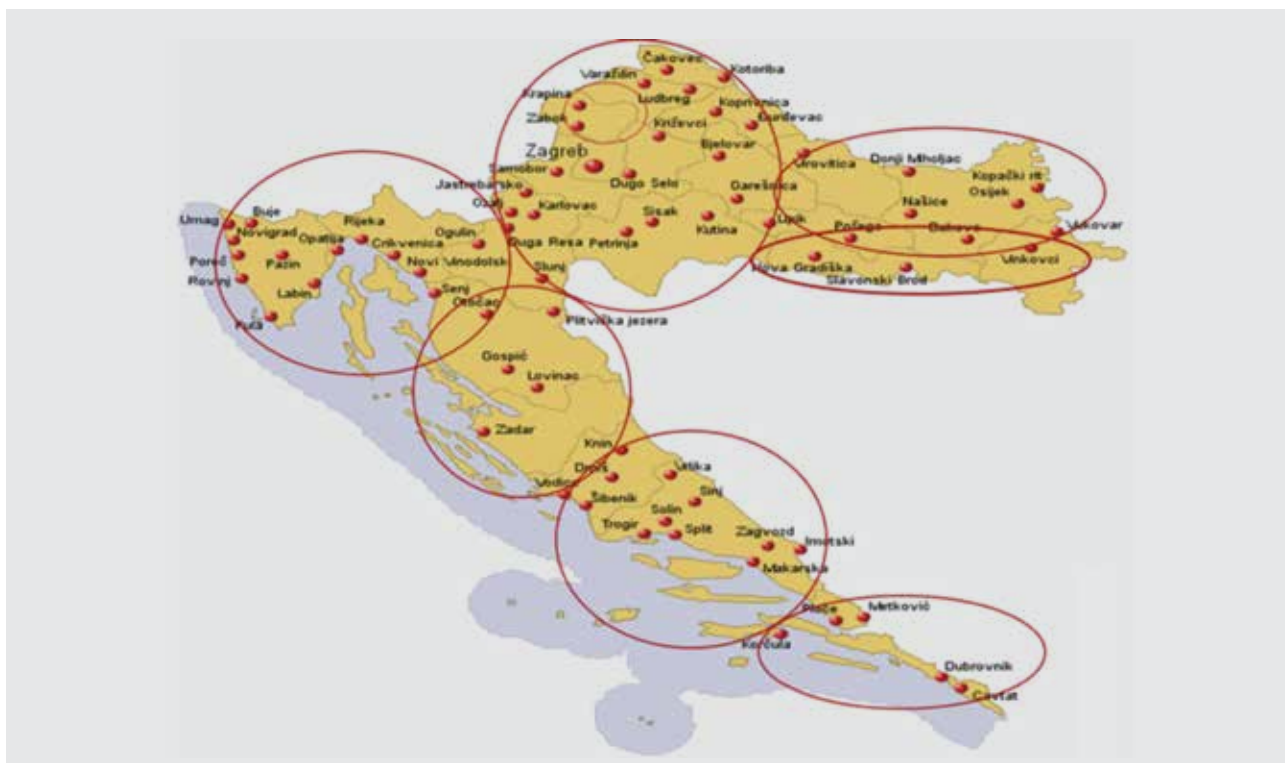 Čakovec
Kotoriba
Varaždin
Krapina
Ludbreg
Koprivnica
Zabok
Križevci
Đurđevac
Zagreb
Bjelovar
Virovitica
Donji Miholjac
Samobor
Dugo Selo
Kopački rit
Jastrebarsko
Garešnica
Osijek
Našice
Ozalj
Karlovac
Umag
Buje
Rijeka
Sisak
Kutina
Lipik
Vukovar
Novigrad
Opatija
Ogulin
Duga Resa
Petrinja
Požega
Đakovo
Crikvenica
Poreč
Pazin
Novi Vinodolski
Slunj
Nova Gradiška
Vinkovci
Rovinj
Labin
Senj
Slavonski Brod
Otočac
Pula
Plitvička jezera
Gospić
Lovinac
Zadar
Knin
Drniš
Vrlika
Vodice
Šibenik
Sinj
Solin
Trogir
Split
Zagvozd
Imotski
Makarska
Ploče
Metković
Korčula
Dubrovnik
Cavtat